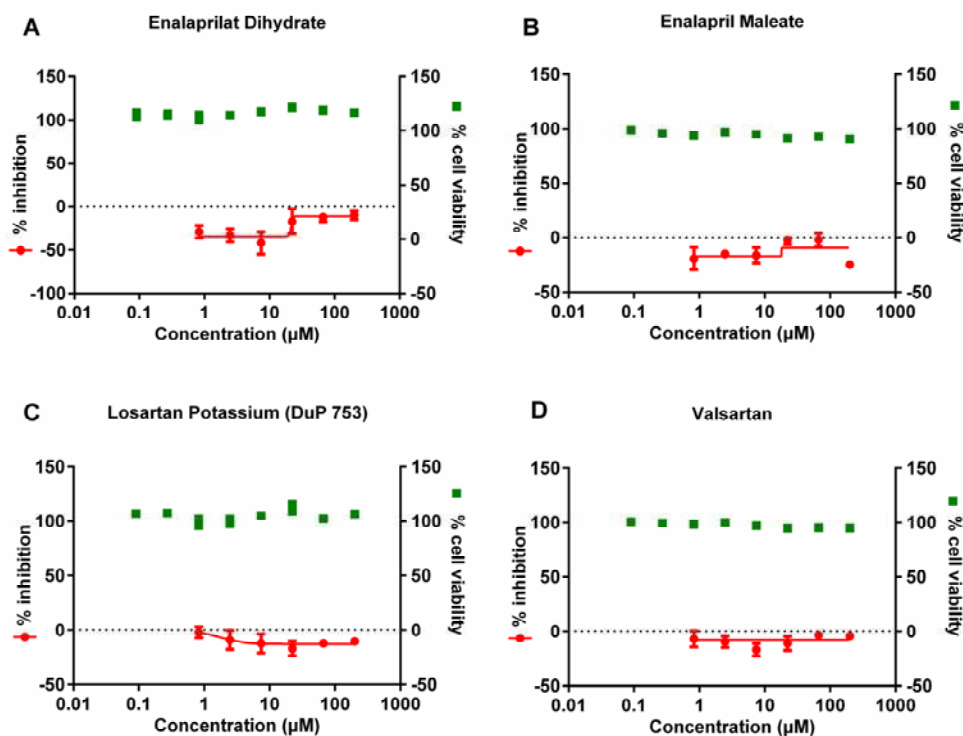 A
Enalaprilat Dihydrate
% inhibition
150
100
50
0
-50
-100
150
100
50
0
-50
% cell viability
0.01 0.1 1 10 100 1000
Concentration (µM)
B
Enalapril Maleate
% inhibition
150
100
50
0
-50
150
100
50
0
-50
% cell viability
0.01 0.1 1 10 100 1000
Concentration (µM)
C
Losartan Potassium (DuP 753)
% inhibition
150
100
50
0
-50
150
100
50
0
-50
% cell viability
0.01 0.1 1 10 100 1000
Concentration (µM)
D
Valsartan
% inhibition
150
100
50
0
-50
150
100
50
0
-50
% cell viability
0.01 0.1 1 10 100 1000
Concentration (µM)